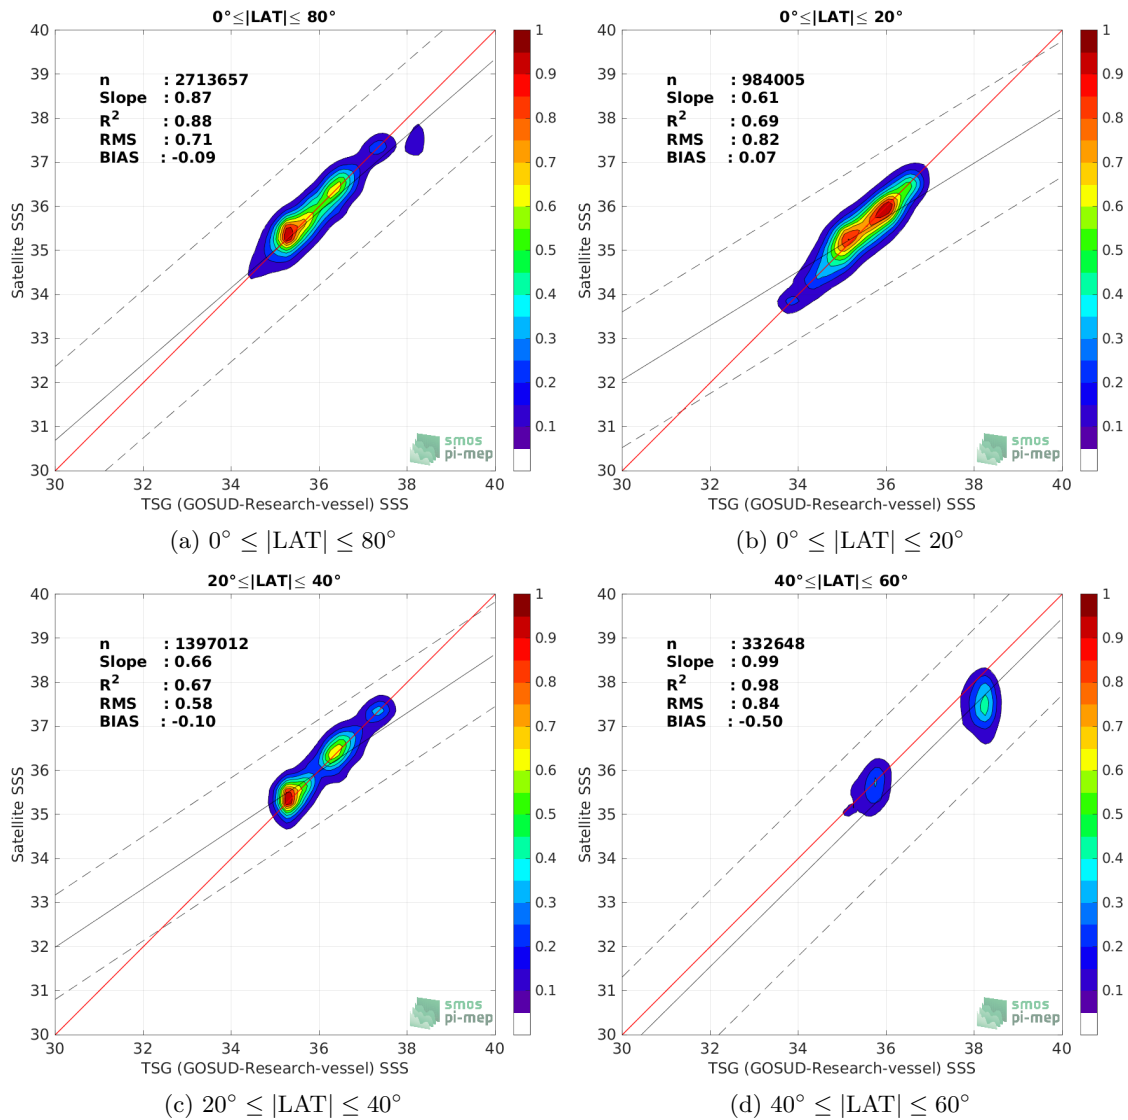 0°≤|LAT|≤ 80°
40
39
38
37
36
35
34
33
32
31
30
Satellite SSS
n : 2713657
Slope : 0.87
R2 : 0.88
RMS : 0.71
BIAS : -0.09
smos
pi-mep
30 32 34 36 38 40
TSG (GOSUD-Research-vessel) SSS
1
0.9
0.8
0.7
0.6
0.5
0.4
0.3
0.2
0.1
(a) 0° ≤ |LAT| ≤ 80°
0°≤|LAT|≤ 20°
40
39
38
37
36
35
34
33
32
31
30
Satellite SSS
n : 984005
Slope : 0.61
R2 : 0.69
RMS : 0.82
BIAS : 0.07
smos
pi-mep
30 32 34 36 38 40
TSG (GOSUD-Research-vessel) SSS
1
0.9
0.8
0.7
0.6
0.5
0.4
0.3
0.2
0.1
(b) 0° ≤ |LAT| ≤ 20°
20°≤|LAT|≤ 40°
40
39
38
37
36
35
34
33
32
31
30
Satellite SSS
n : 1397012
Slope : 0.66
R2 : 0.67
RMS : 0.58
BIAS : -0.10
smos
pi-mep
30 32 34 36 38 40
TSG (GOSUD-Research-vessel) SSS
1
0.9
0.8
0.7
0.6
0.5
0.4
0.3
0.2
0.1
(c) 20° ≤ |LAT| ≤ 40°
40°≤|LAT|≤ 60°
40
39
38
37
36
35
34
33
32
31
30
Satellite SSS
n : 332648
Slope : 0.99
R2 : 0.98
RMS : 0.84
BIAS : -0.50
smos
pi-mep
30 32 34 36 38 40
TSG (GOSUD-Research-vessel) SSS
1
0.9
0.8
0.7
0.6
0.5
0.4
0.3
0.2
0.1
(d) 40° ≤ |LAT| ≤ 60°